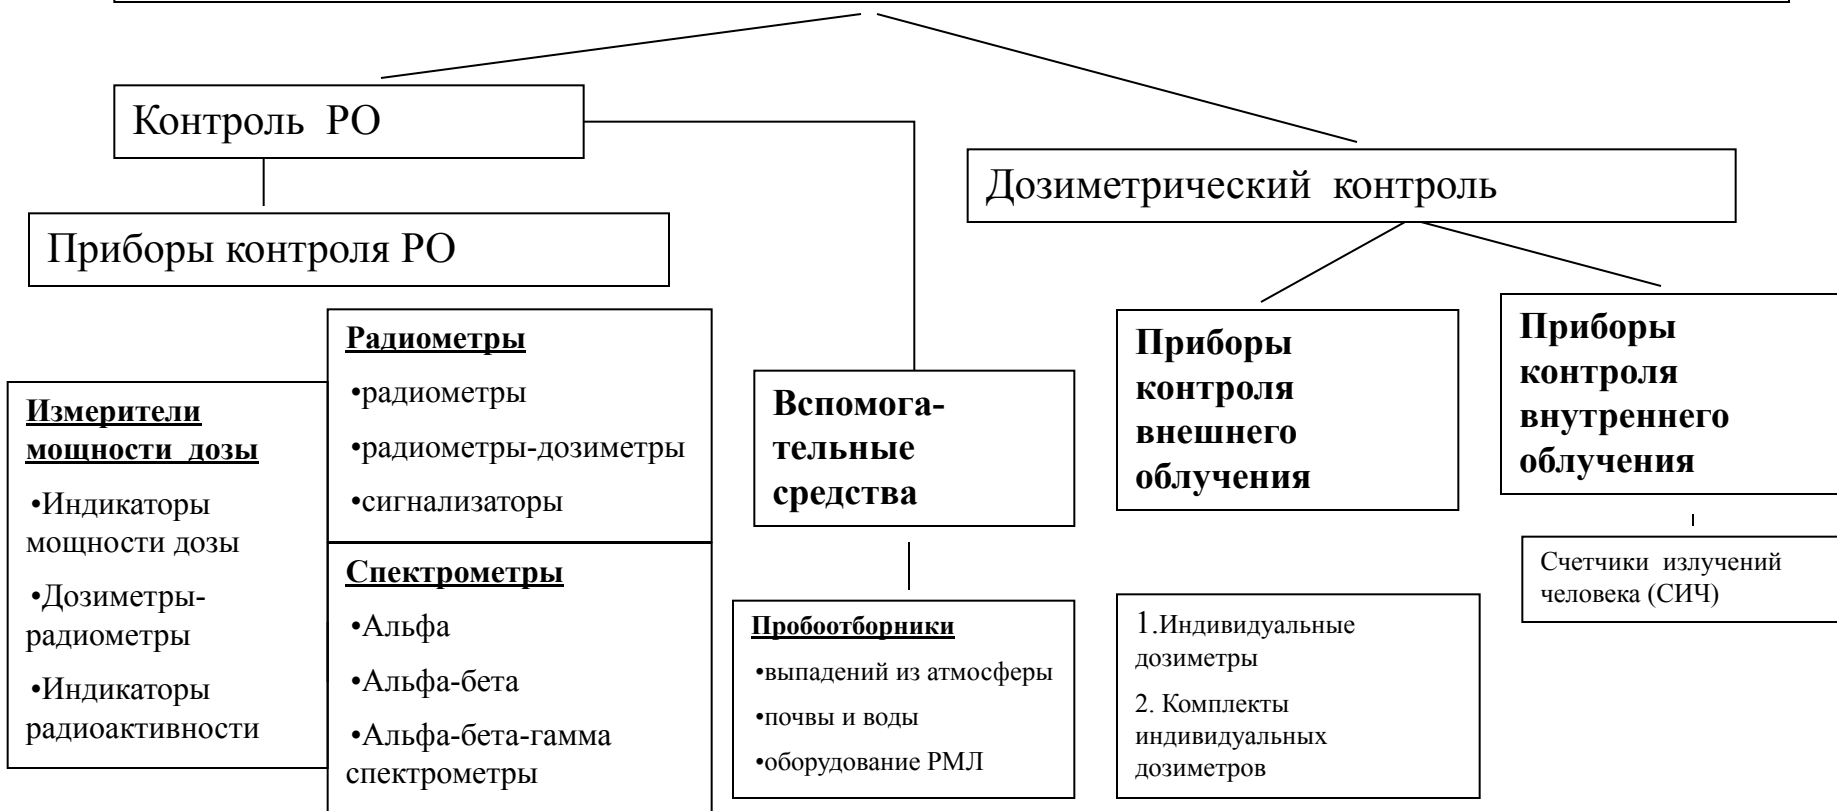 Контроль РО
Дозиметрический контроль
Приборы контроля РО
Измерители
мощности дозы
•Индикаторы
мощности дозы
•Дозиметры-
радиометры
•Индикаторы
радиоактивности
Радиометры
•радиометры
•радиометры-дозиметры
•сигнализаторы
Спектрометры
•Альфа
•Альфа-бета
•Альфа-бета-гамма
спектрометры
Вспомога-
тельные
средства
Пробоотборники
•выпадений из атмосферы
•почвы и воды
•оборудование РМЛ
Приборы
контроля
внешнего
облучения
1.Индивидуальные
дозиметры
2. Комплекты
индивидуальных
дозиметров
Приборы
контроля
внутреннего
облучения
Счетчики излучений
человека (СИЧ)